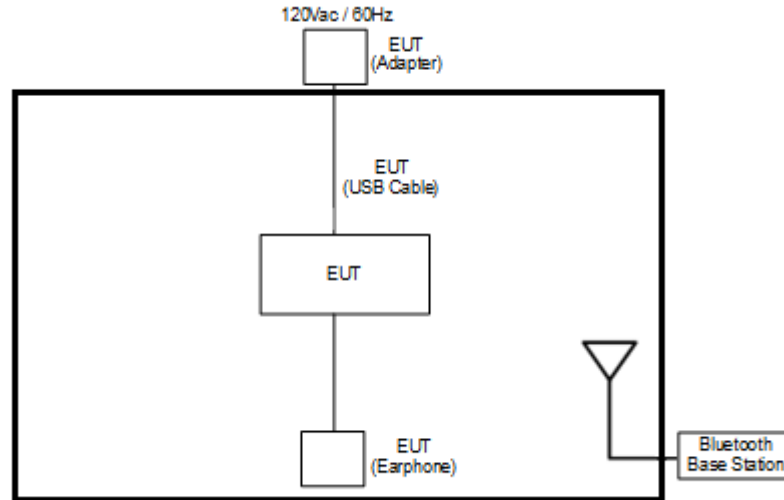 120Vac / 60Hz
EUT
(Adapter)
EUT
(USB Cable)
EUT
EUT
(Earphone)
Bluetooth
Base Station